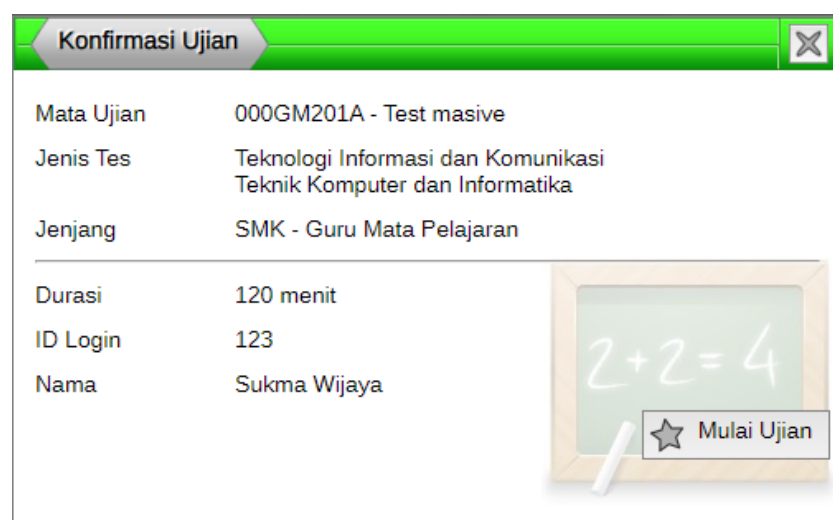 Konfirmasi Ujian
Mata Ujian 000GM201A - Test masive
Jenis Tes Teknologi Informasi dan Komunikasi
Teknik Komputer dan Informatika
Jenjang SMK - Guru Mata Pelajaran
Durasi 120 menit
ID Login 123
Nama Sukma Wijaya
2+2=4
Mulai Ujian